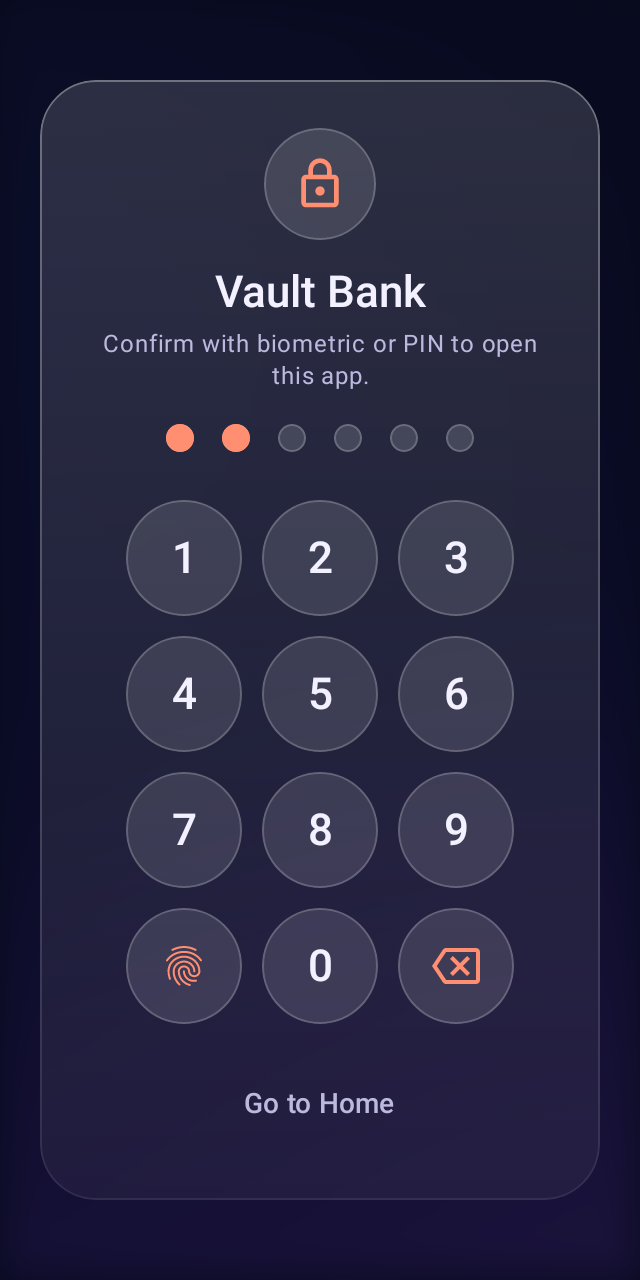 Vault Bank
Confirm with biometric or PIN to open
this app.
1 2 3
4 5 6
7 8 9
0
Go to Home